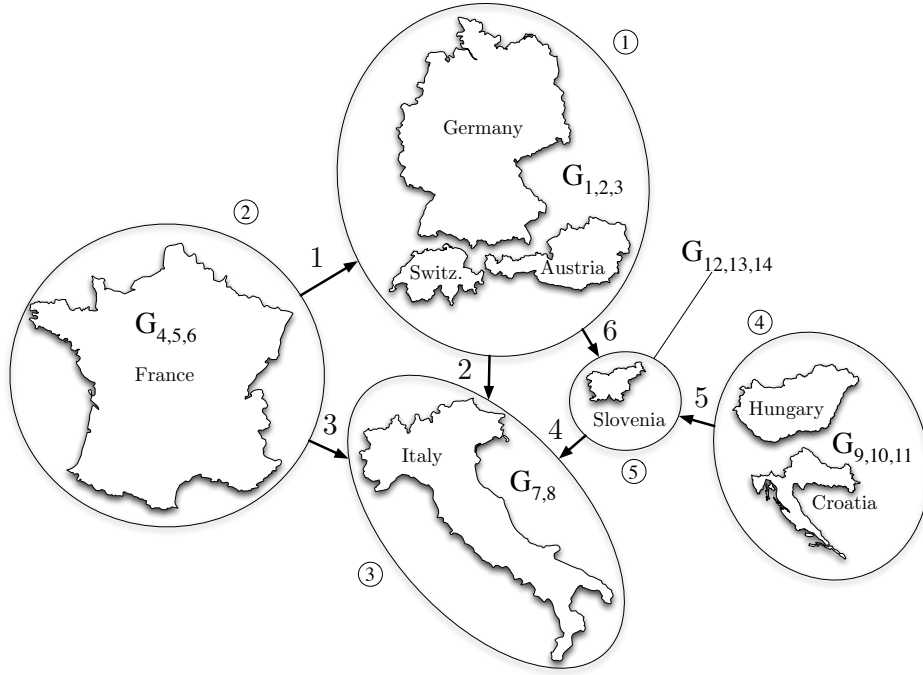 ①
Germany
G1,2,3
②
1
Switz.
Austria
G12,13,14
G4,5,6
6
④
France
2
5
Hungary
3
4
Slovenia
Italy
G9,10,11
G7,8
⑤
Croatia
③